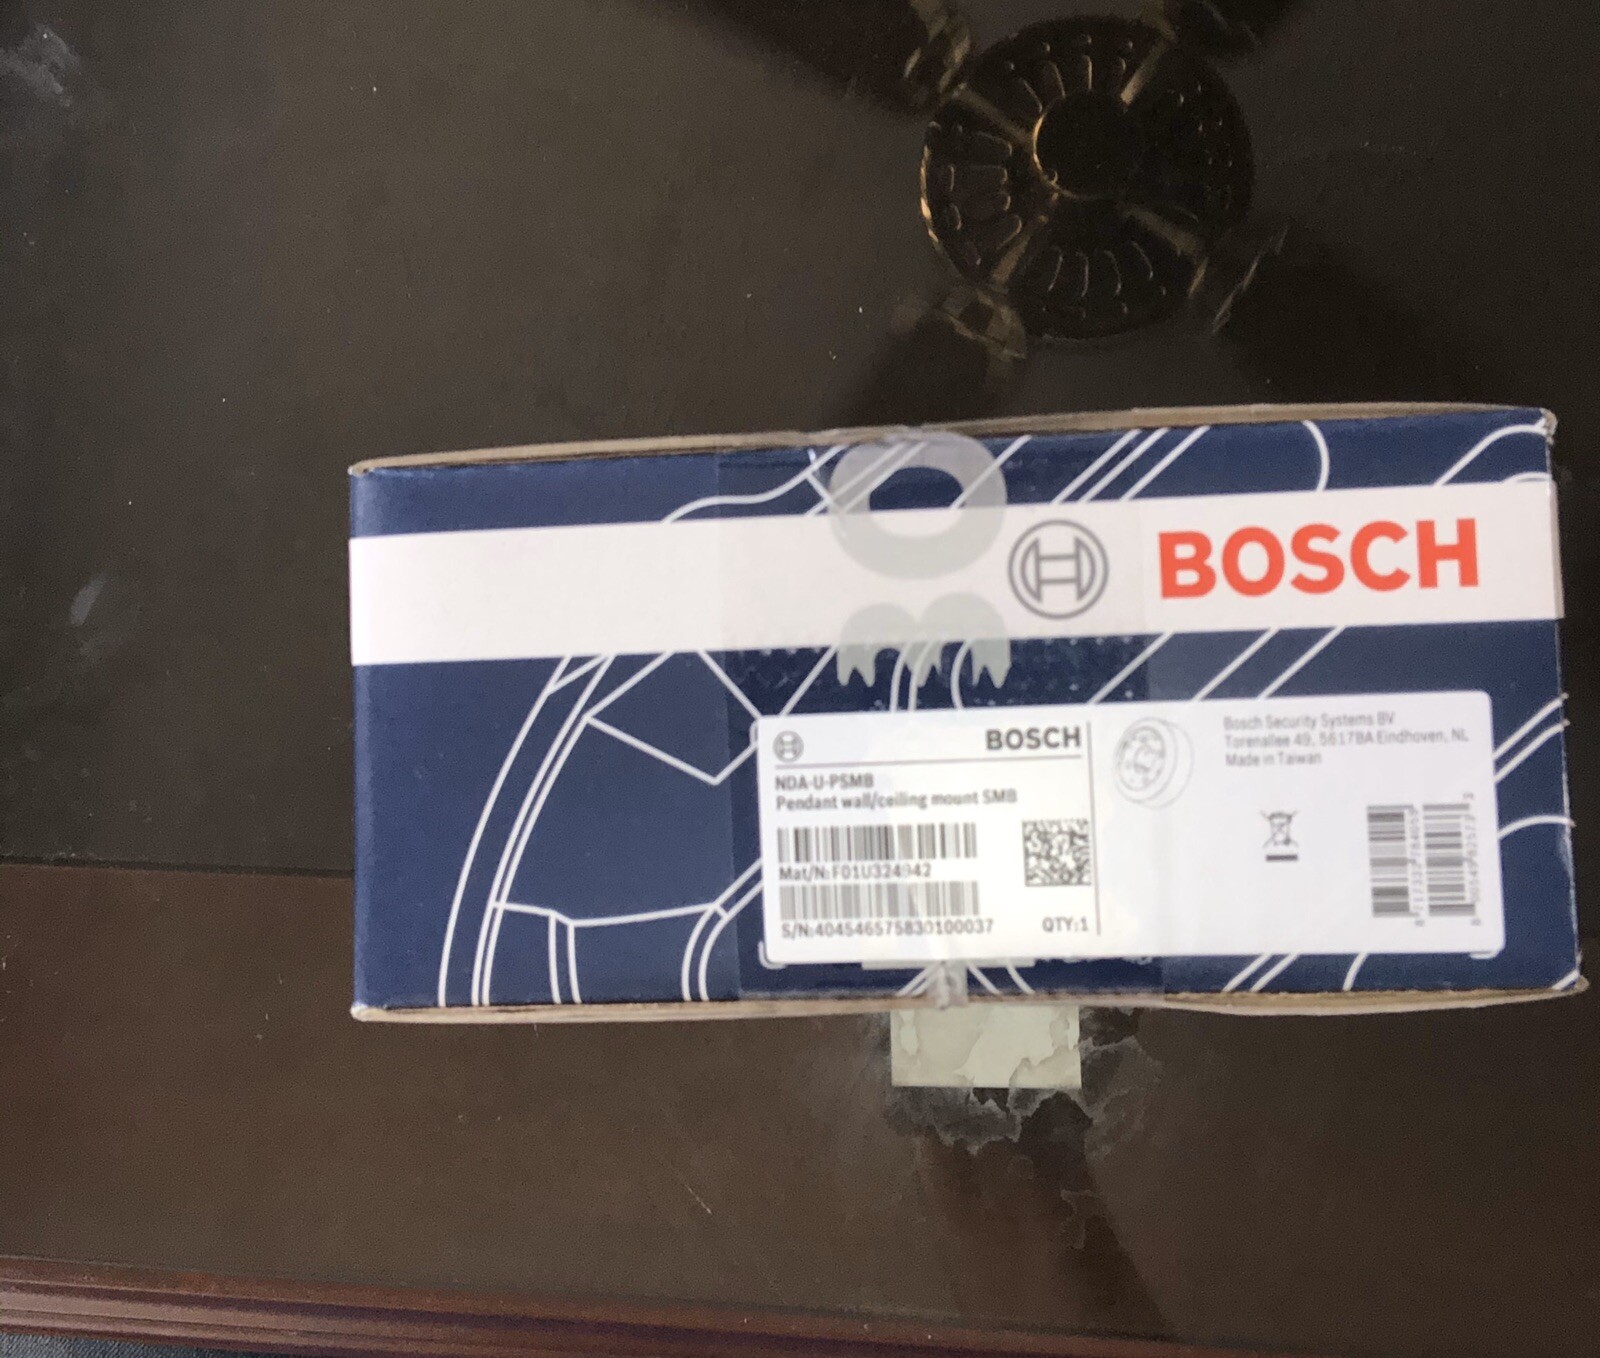 BOSCH
BOSCH
NDA-U-PSMB
Pendant wall/ceiling mount SMB
Mat/N: F01U324942
S/N:404546575830100037
QTY:1
Bosch Security Systems BV
Torenallee 49, 5617BA Eindhoven, NL
Made in Taiwan